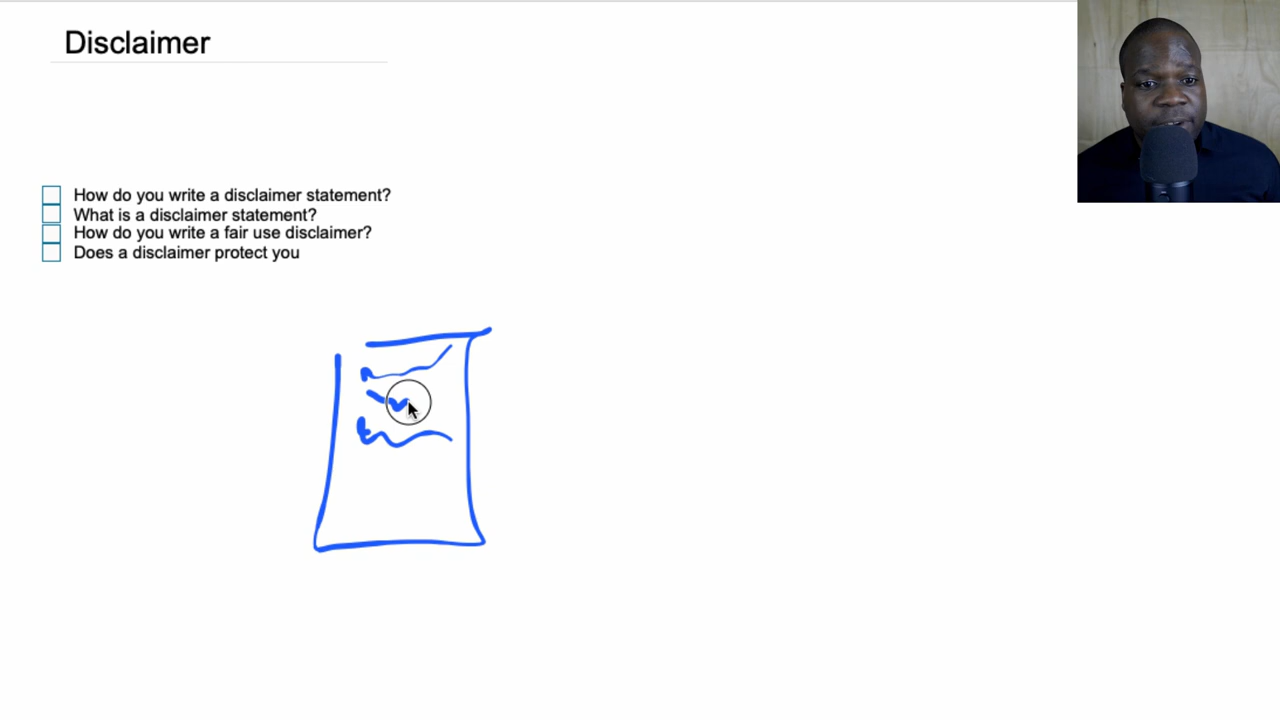 Disclaimer
How do you write a disclaimer statement?
What is a disclaimer statement?
How do you write a fair use disclaimer?
Does a disclaimer protect you